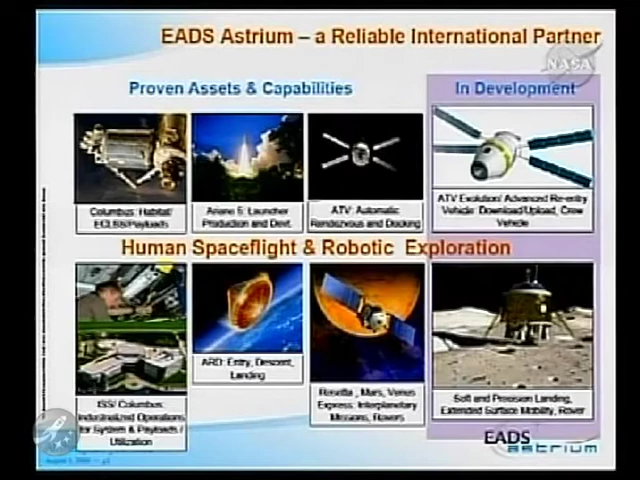 EADS Astrium – a Reliable International Partner
NASA
Proven Assets & Capabilities
In Development
Columbus: Habitat/
ECLSS/Payloads
Ariane 5: Launcher
Production and Devt.
ATV: Automatic
Rendezvous and Docking
ATV Evolution/ Advanced Re-entry
Vehicle: Download/Upload, Crew
Vehicle
Human Spaceflight & Robotic Exploration
ISS/ Columbus:
Industrialized Operations
for System & Payloads /
Utilization
ARD: Entry, Descent,
Landing
Rosetta , Mars, Venus
Express: Interplanetary
Missions, Rovers
Soft and Precision Landing,
Extended Surface Mobility, Rover
EADS
astrium